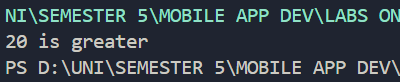 NI\SEMESTER 5\MOBILE APP DEV\LABS ON
20 is greater
PS D:\UNI\SEMESTER 5\MOBILE APP DEV\